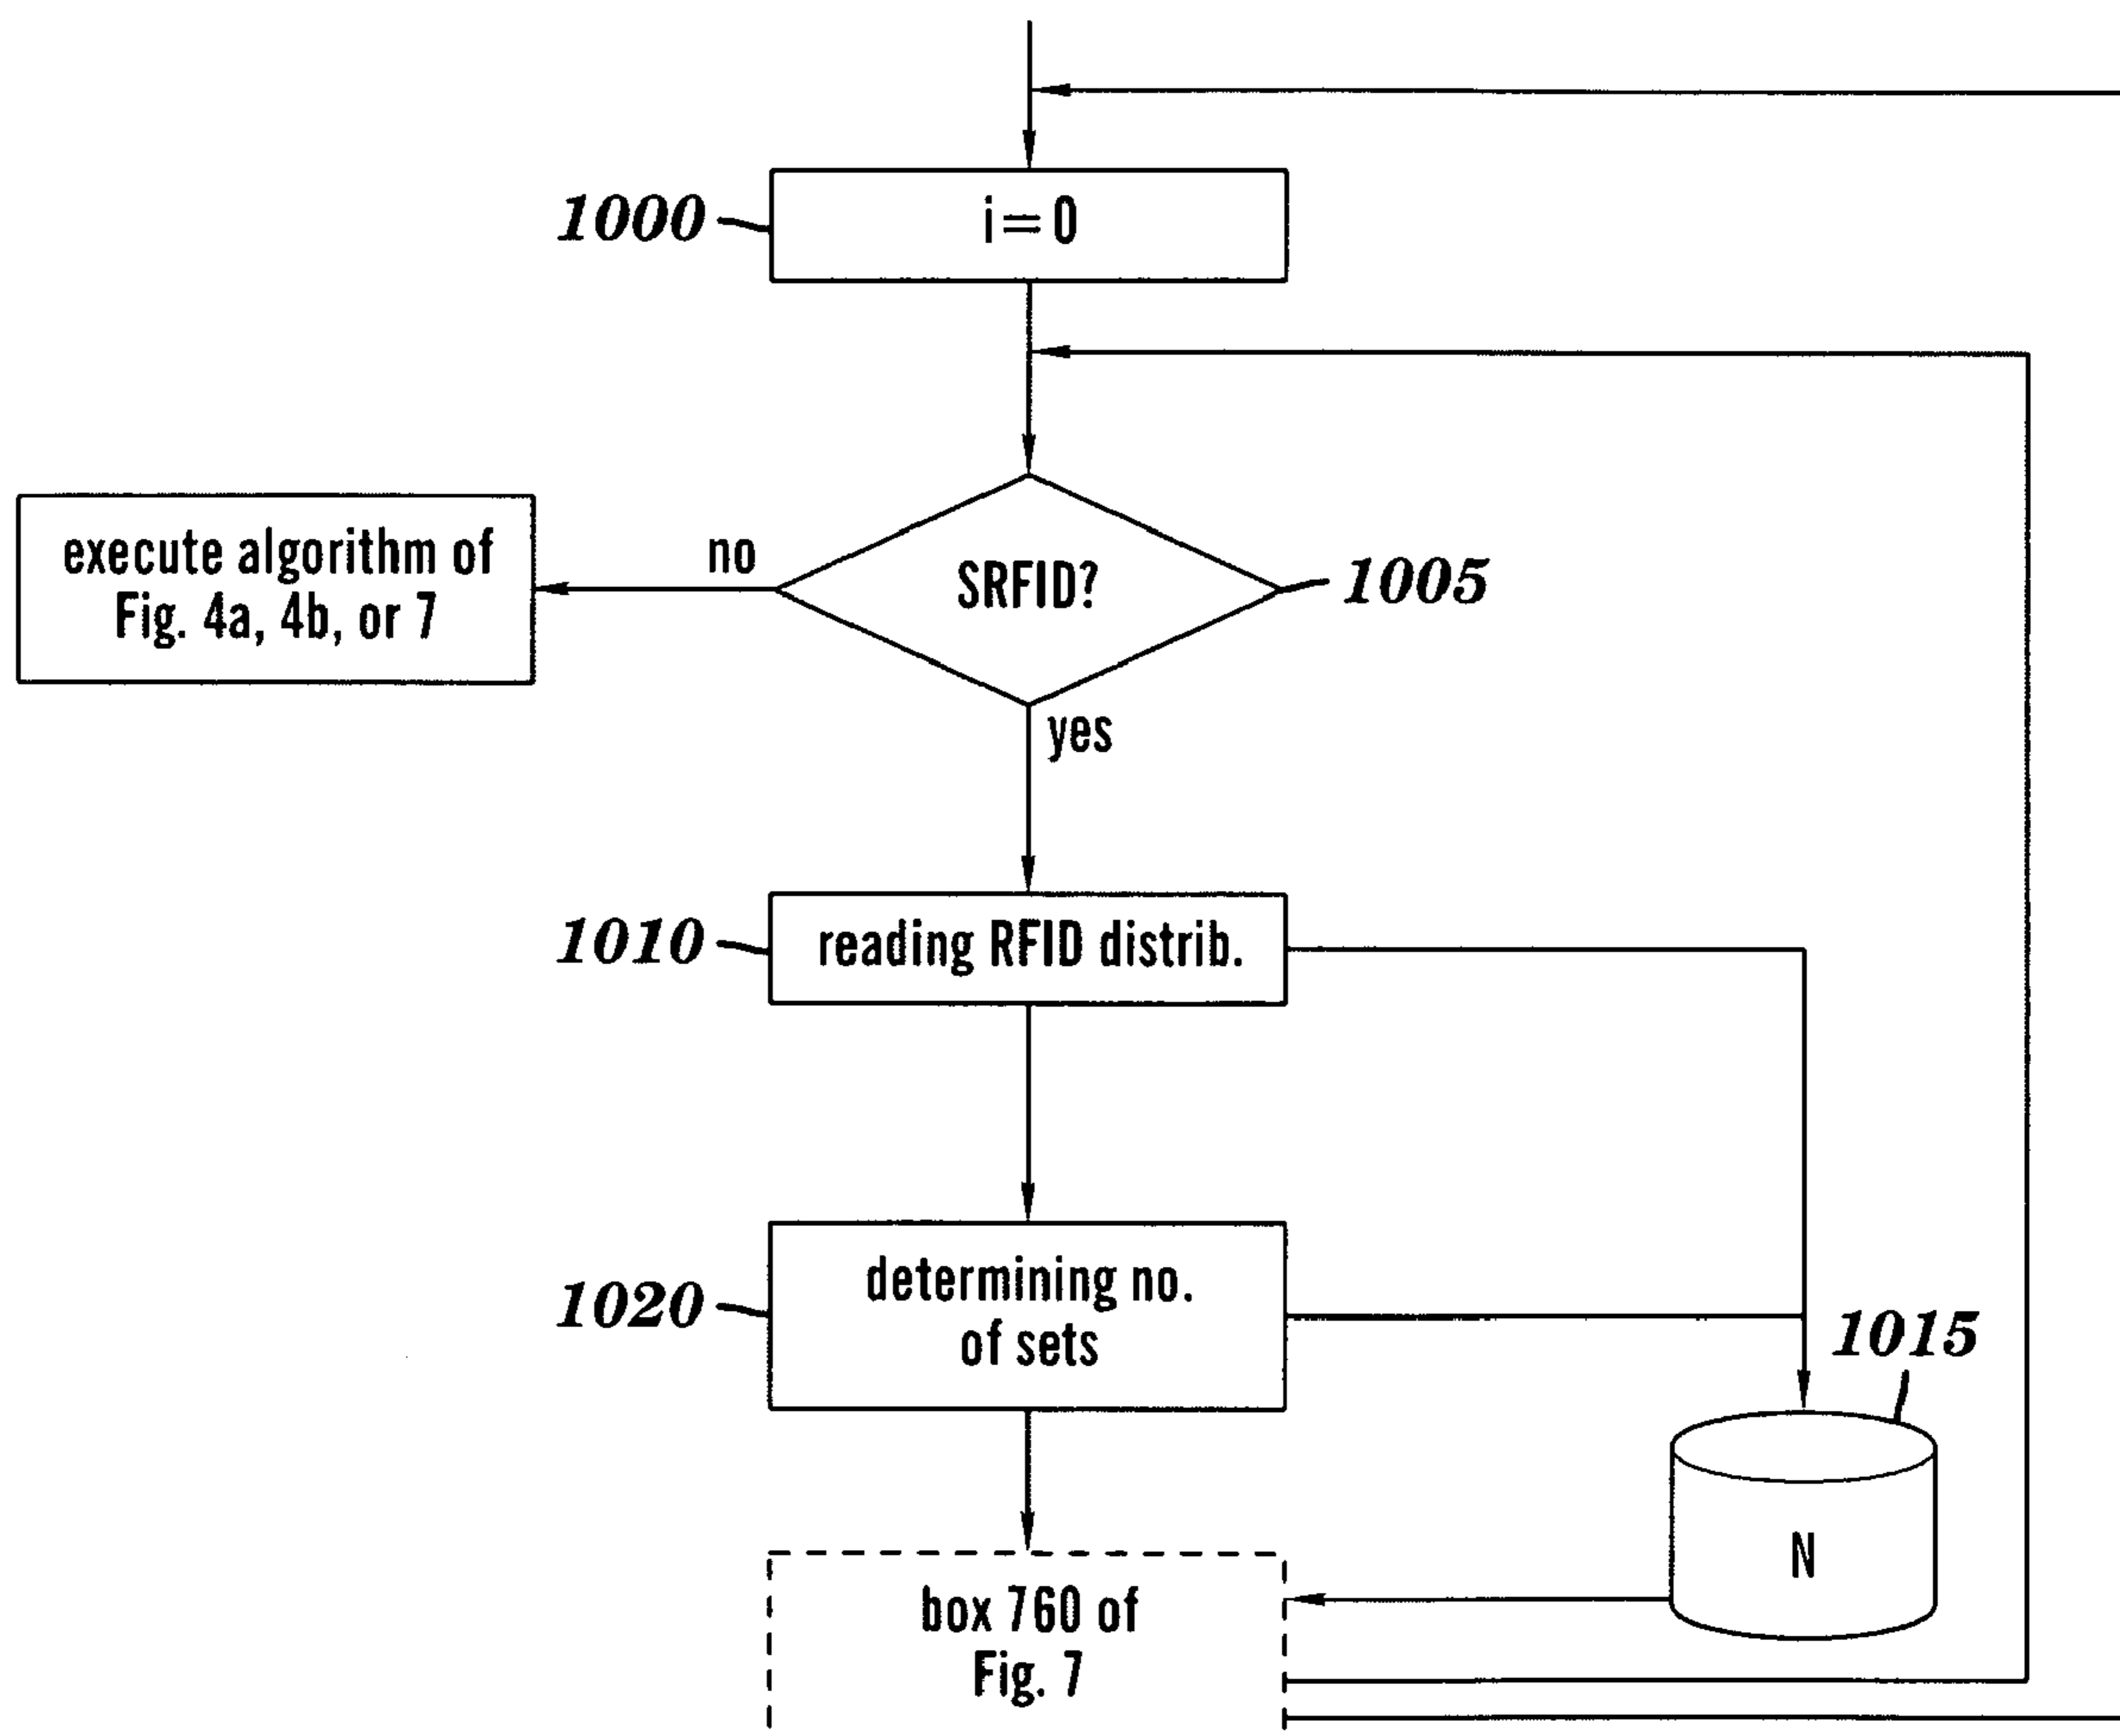 1000
i=0
execute algorithm of
Fig. 4a, 4b, or 7
no
SRFID?
1005
yes
1010
reading RFID distrib.
1020
determining no.
of sets
1015
N
box 760 of
Fig. 7